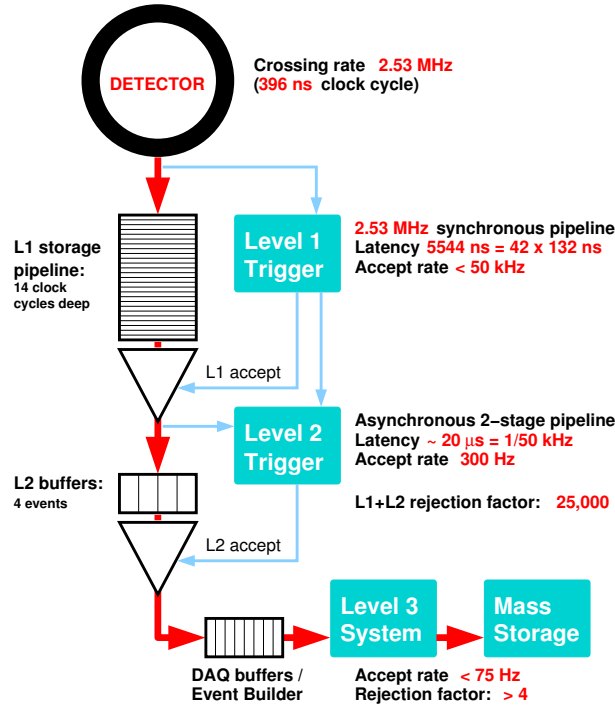 DETECTOR
Crossing rate 2.53 MHz
(396 ns clock cycle)
L1 storage
pipeline:
14 clock
cycles deep
Level 1
Trigger
2.53 MHz synchronous pipeline
Latency 5544 ns = 42 x 132 ns
Accept rate < 50 kHz
L1 accept
Level 2
Trigger
Asynchronous 2−stage pipeline
Latency ~ 20 μs = 1/50 kHz
Accept rate 300 Hz
L2 buffers:
4 events
L1+L2 rejection factor: 25,000
L2 accept
Level 3
System
Mass
Storage
DAQ buffers /
Event Builder
Accept rate < 75 Hz
Rejection factor: > 4